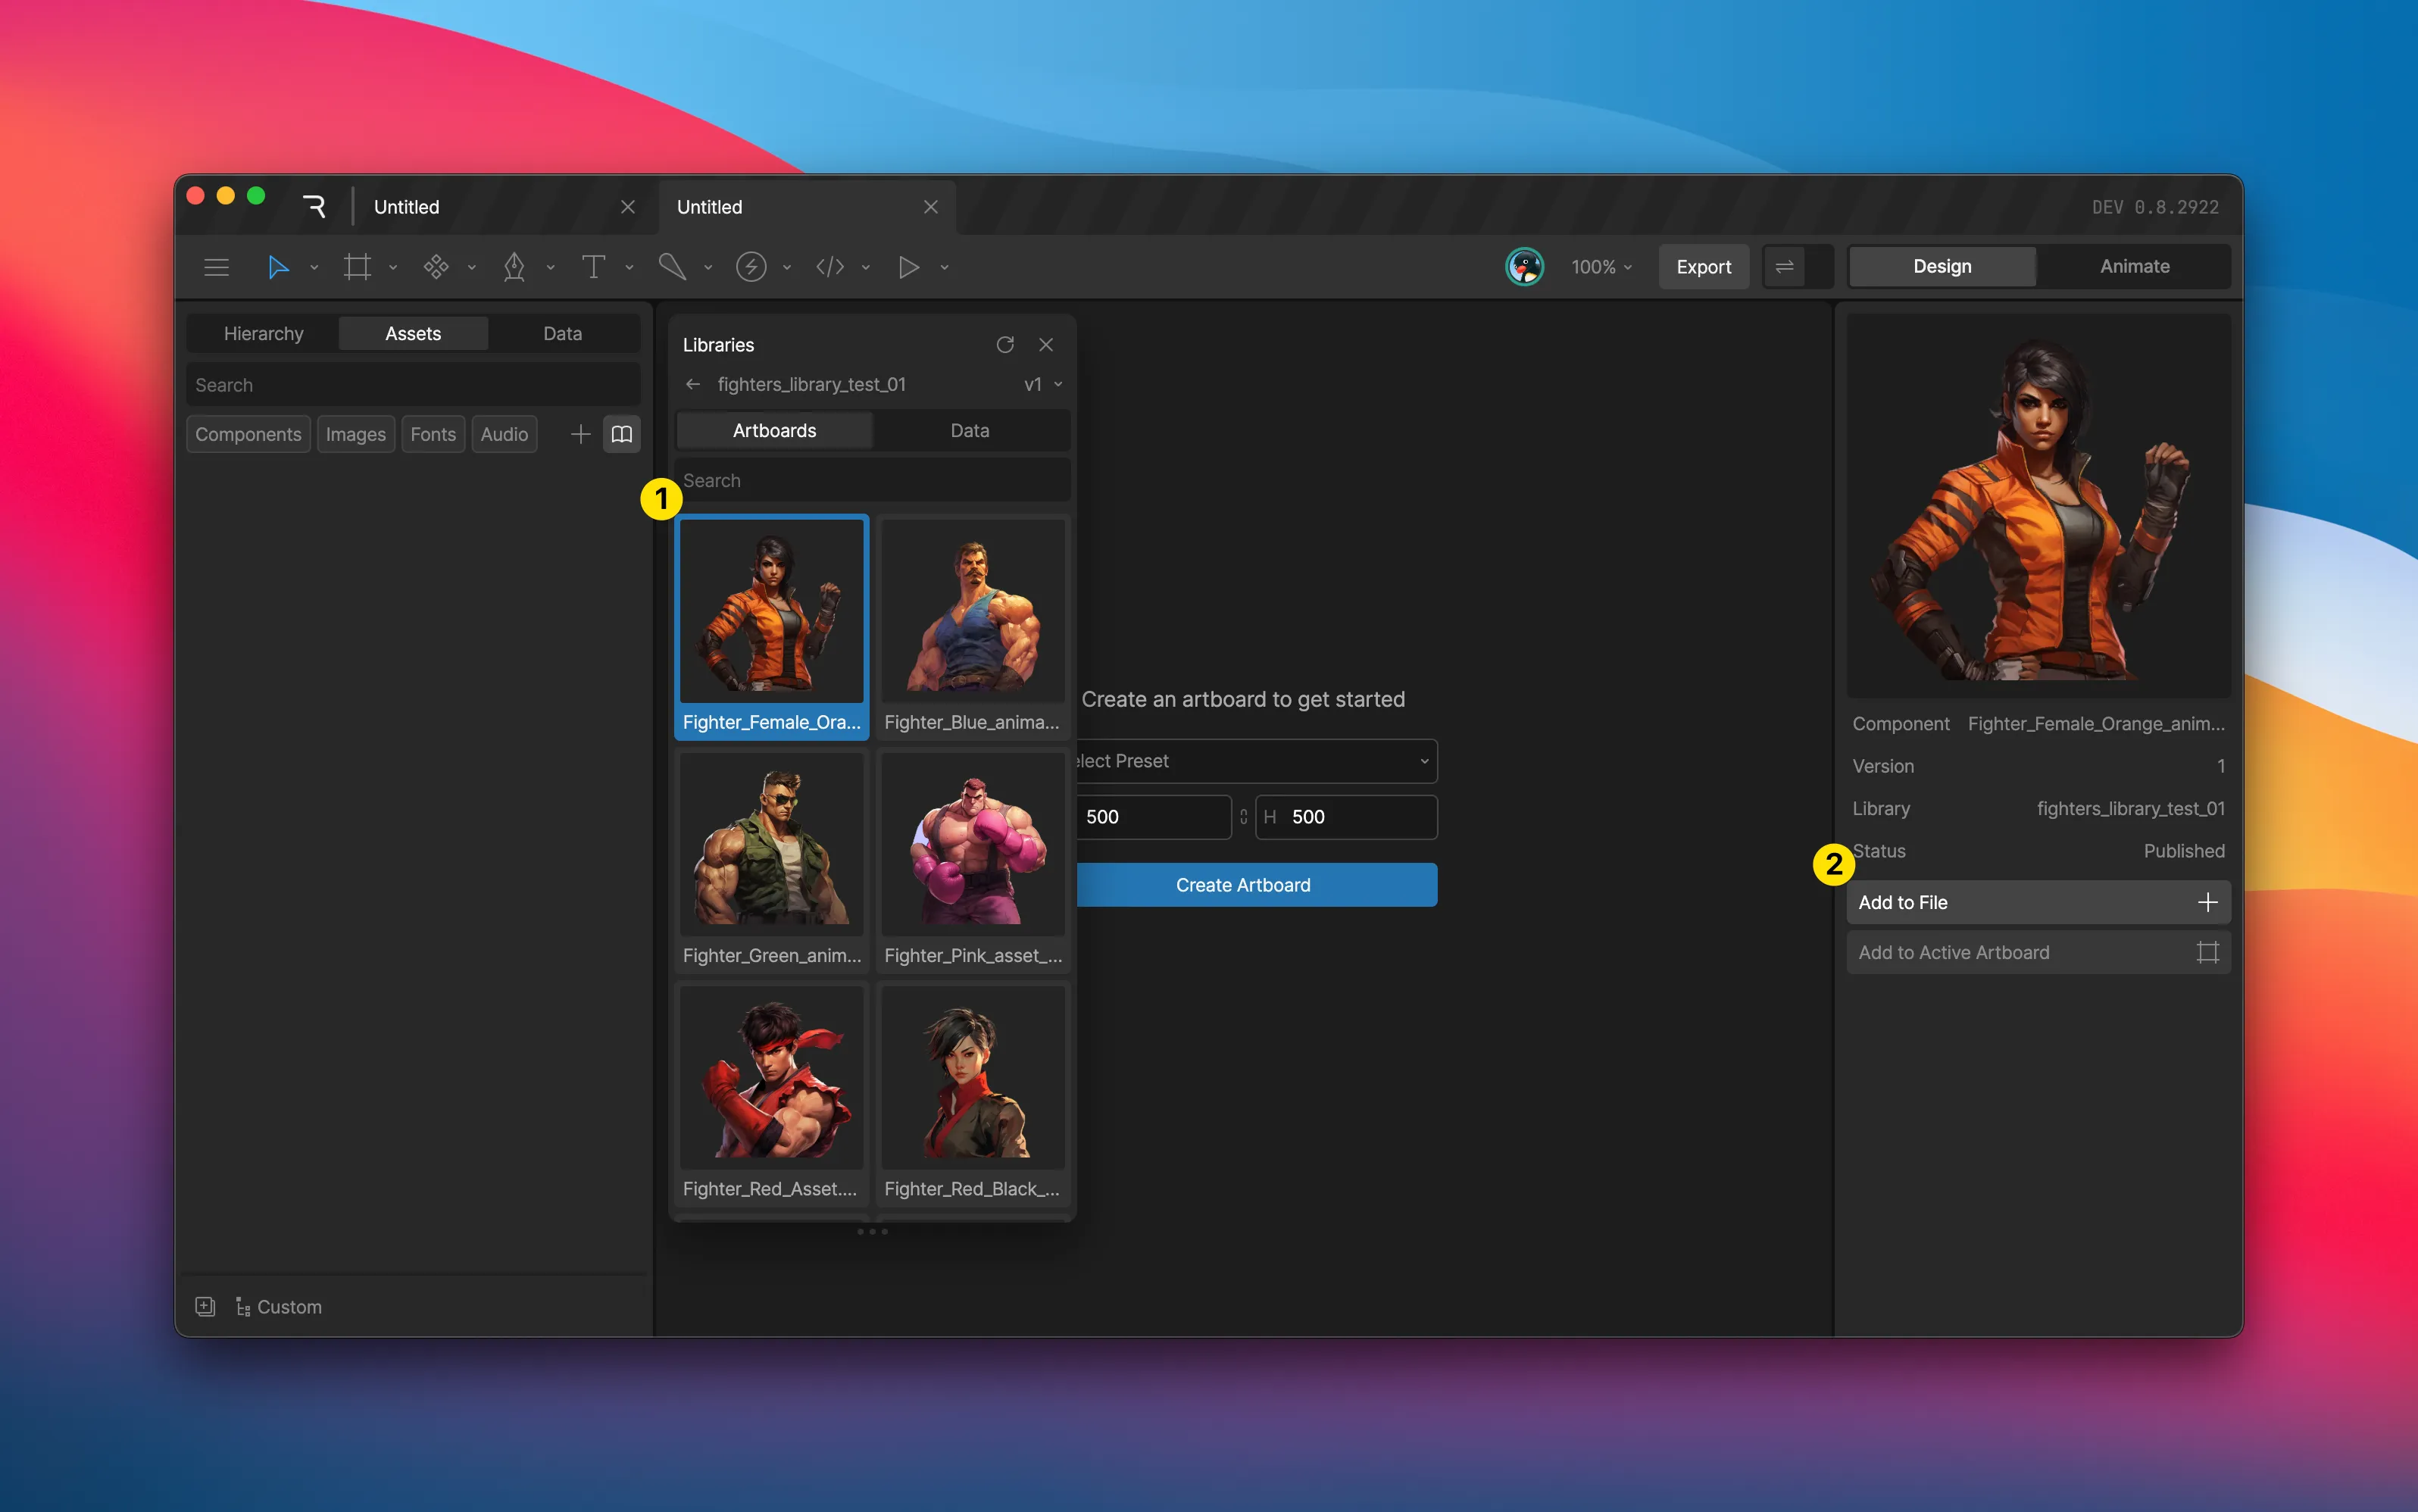 Untitled
Untitled
DEV 0.8.2922
100%
Export
Design
Animate
Hierarchy
Assets
Data
Search
Components
Images
Fonts
Audio
Libraries
fighters_library_test_01
v1
Artboards
Data
Search
1
Fighter_Female_Ora...
Fighter_Blue_anima...
Fighter_Green_anim...
Fighter_Pink_asset_...
Fighter_Red_Asset....
Fighter_Red_Black_...
Create an artboard to get started
elect Preset
500
H 500
Create Artboard
Component Fighter_Female_Orange_anim...
Version 1
Library fighters_library_test_01
Status Published
2
Add to File
Add to Active Artboard
Custom